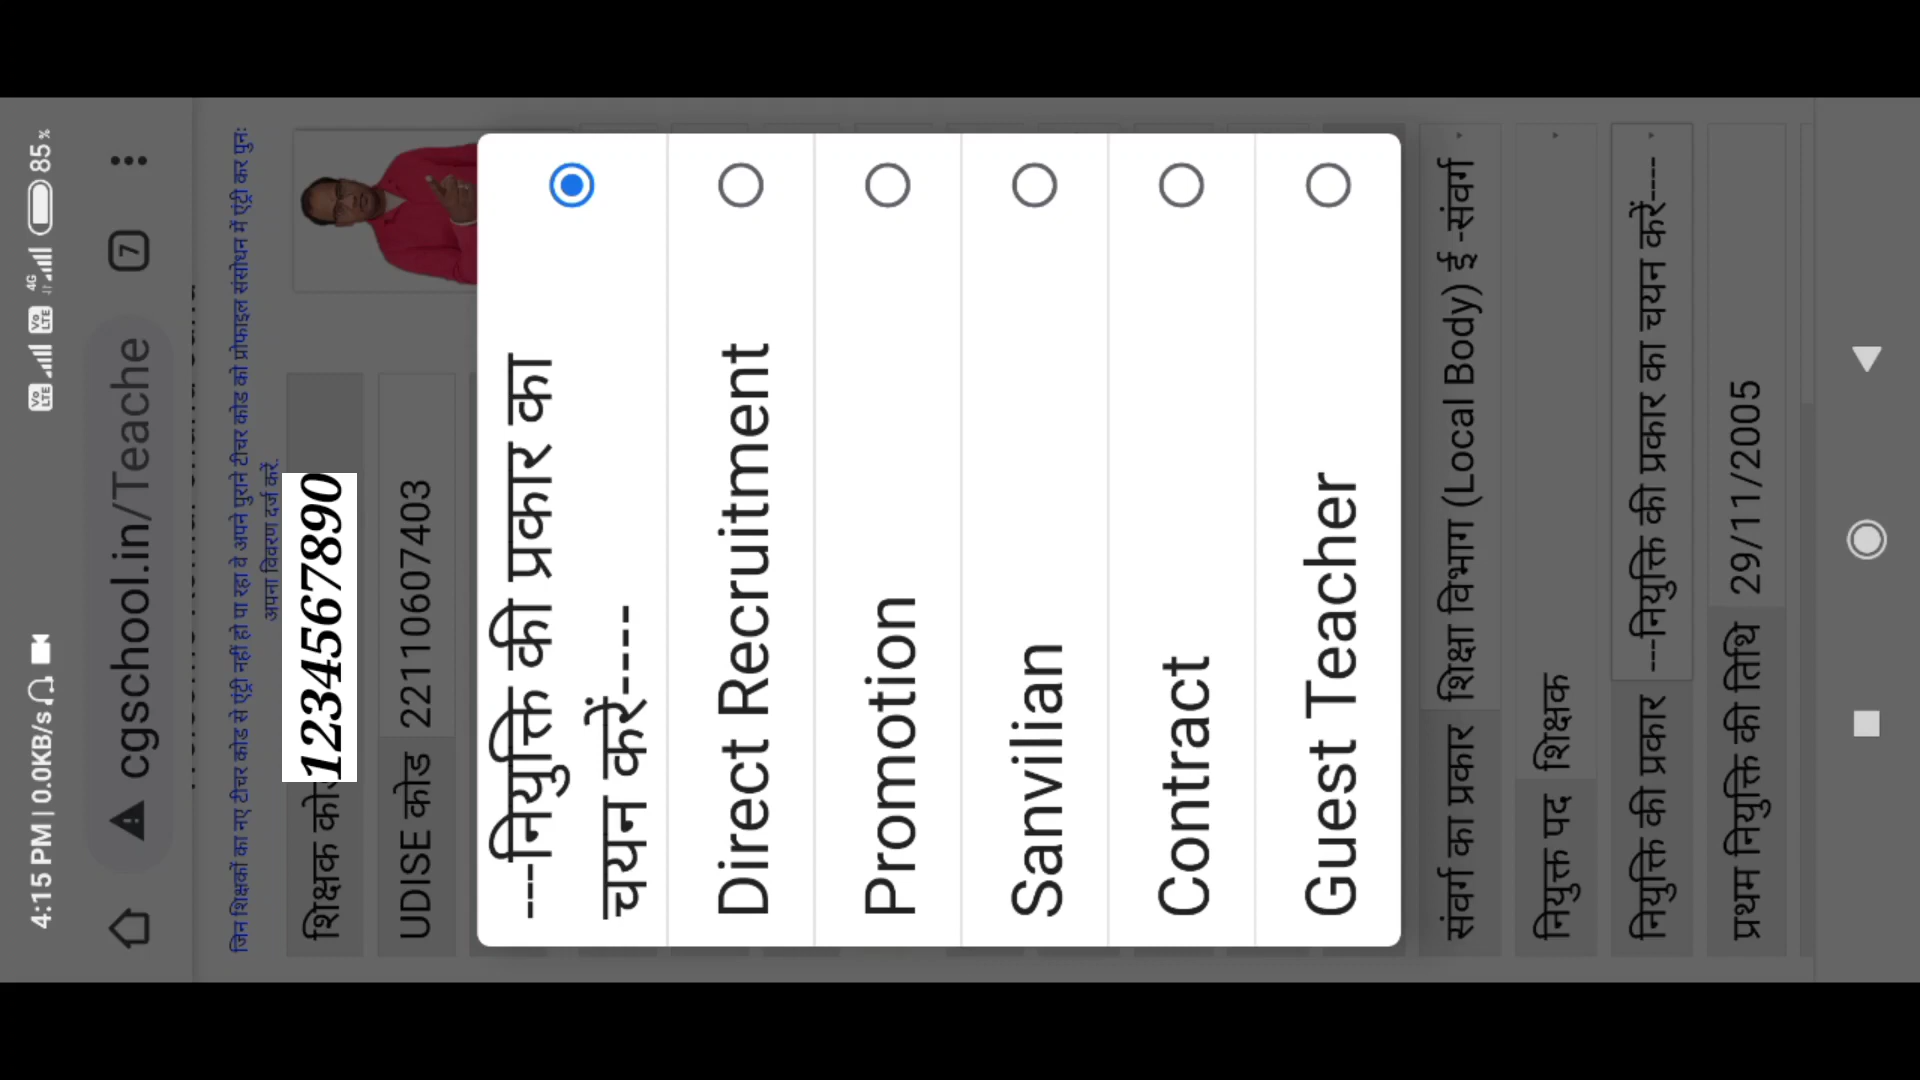 4:15 PM | 0.0KB/s
4G
85%
cgschool.in/Teache
7
जिन शिक्षकों का नए टीचर कोड से एंट्री नहीं हो पा रहा वे अपने पुराने टीचर कोड को प्रोफाइल संसोधन में एंट्री कर पुनः
अपना विवरण दर्ज करें.
शिक्षक को 1234567890
UDISE कोड 22110607403
---नियुक्ति की प्रकार का
चयन करें----
Direct Recruitment
Promotion
Sanvilian
Contract
Guest Teacher
संवर्ग का प्रकार शिक्षा विभाग (Local Body) ई -संवर्ग
नियुक्त पद शिक्षक
नियुक्ति की प्रकार ---नियुक्ति की प्रकार का चयन करें----
प्रथम नियुक्ति की तिथि 29/11/2005